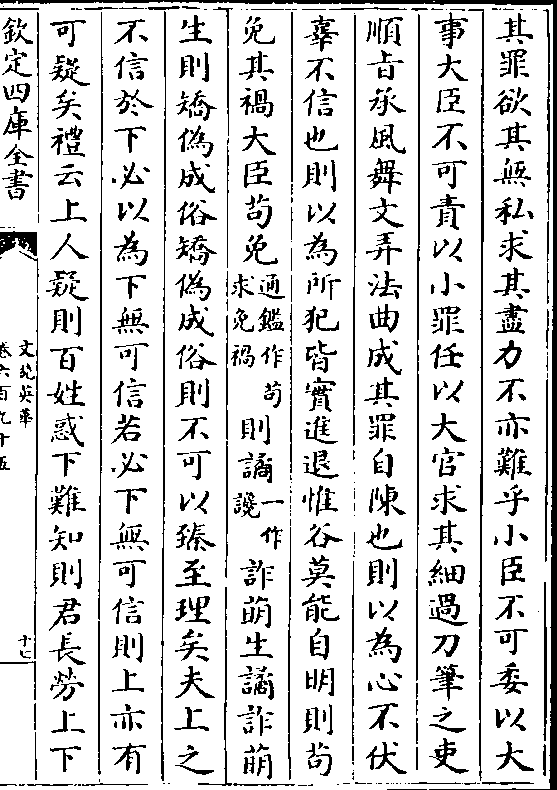 其罪欲其無私求其盡力不亦難乎小臣不可委以大
事大臣不可責以小罪任以大官求其細過刀筆之吏
順旨承風舞文弄法曲成其罪自陳也則以為心不伏
辜不信也則以為所犯皆實進退惟谷莫能自明則苟
免其禍大臣苟免通鑑作苟求免禍則譎一作讒詐萌生譎詐萌
生則矯偽成俗矯偽成俗則不可以臻至理矣夫上之
不信於下必以為下無可信若必下無可信則上亦有
可疑矣禮云上人疑則百姓惑下難知則君長勞上下
欽定四庫全書
文苑英華
卷六百九十五
十七